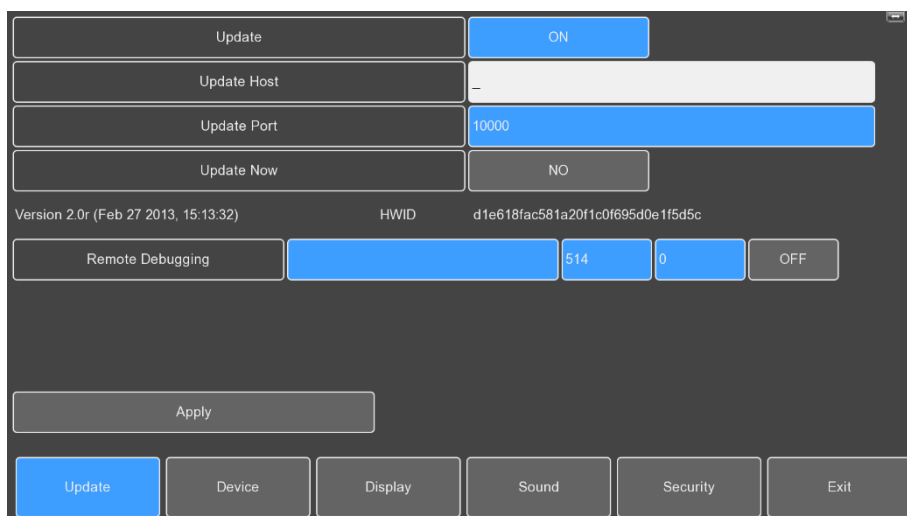 Update ON
Update Host _
Update Port 10000
Update Now NO
Version 2.0r (Feb 27 2013, 15:13:32) HWID d1e618fac581a20f1c0f695d0e1f5d5c
Remote Debugging 514 0 OFF
Apply
Update Device Display Sound Security Exit